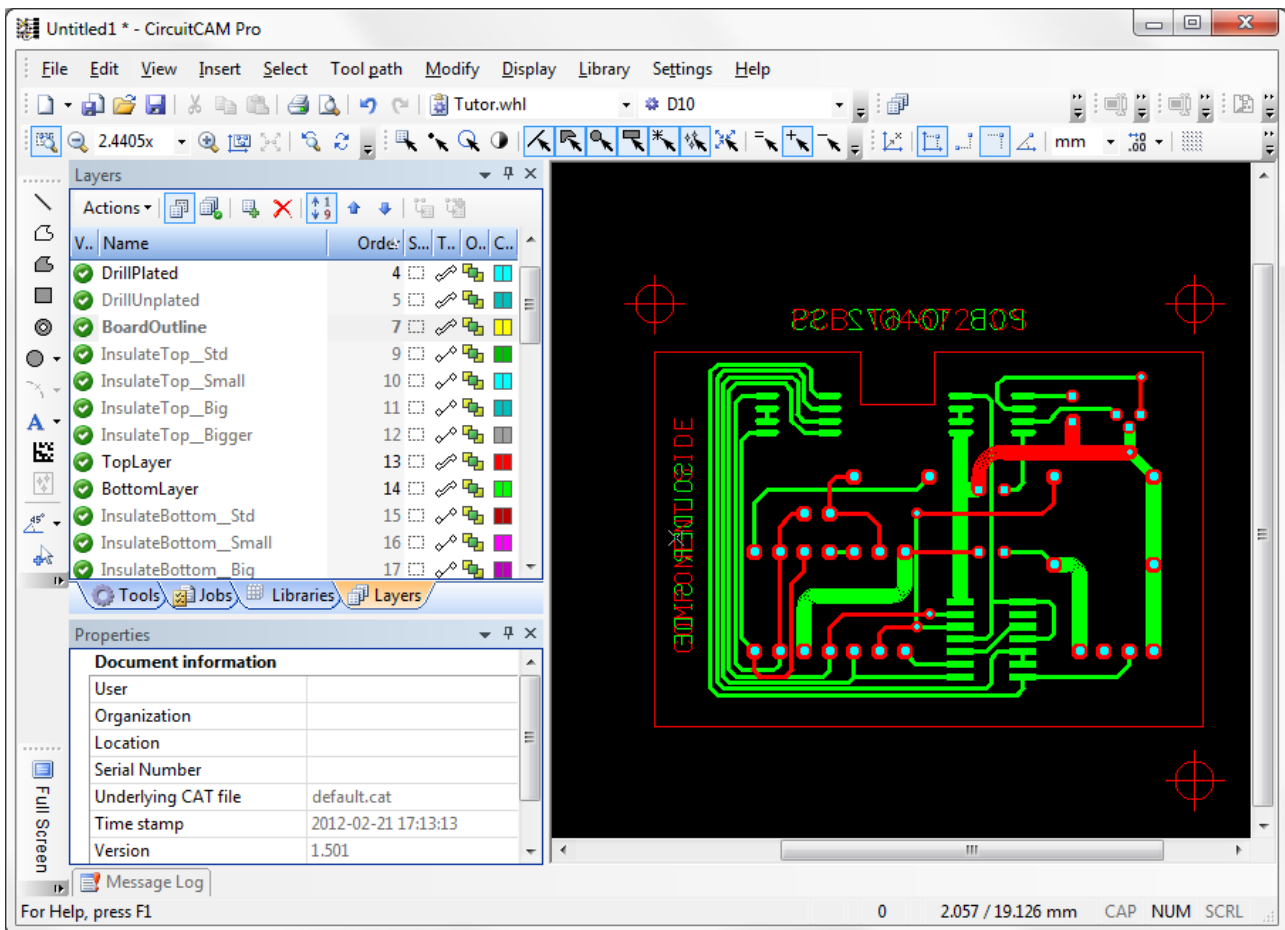 Untitled1 * - CircuitCAM Pro
File Edit View Insert Select Tool path Modify Display Library Settings Help
Tutor.whl D10
2.4405x mm
Layers
Actions
V.. Name Order S... T.. O.. C..
DrillPlated 4
DrillUnplated 5
BoardOutline 7
InsulateTop__Std 9
InsulateTop__Small 10
InsulateTop__Big 11
InsulateTop__Bigger 12
TopLayer 13
BottomLayer 14
InsulateBottom__Std 15
InsulateBottom__Small 16
InsulateBottom__Big 17
Tools Jobs Libraries Layers
Properties
Document information
User
Organization
Location
Serial Number
Underlying CAT file default.cat
Time stamp 2012-02-21 17:13:13
Version 1.501
Full Screen
Message Log
For Help, press F1 0 2.057 / 19.126 mm CAP NUM SCRL